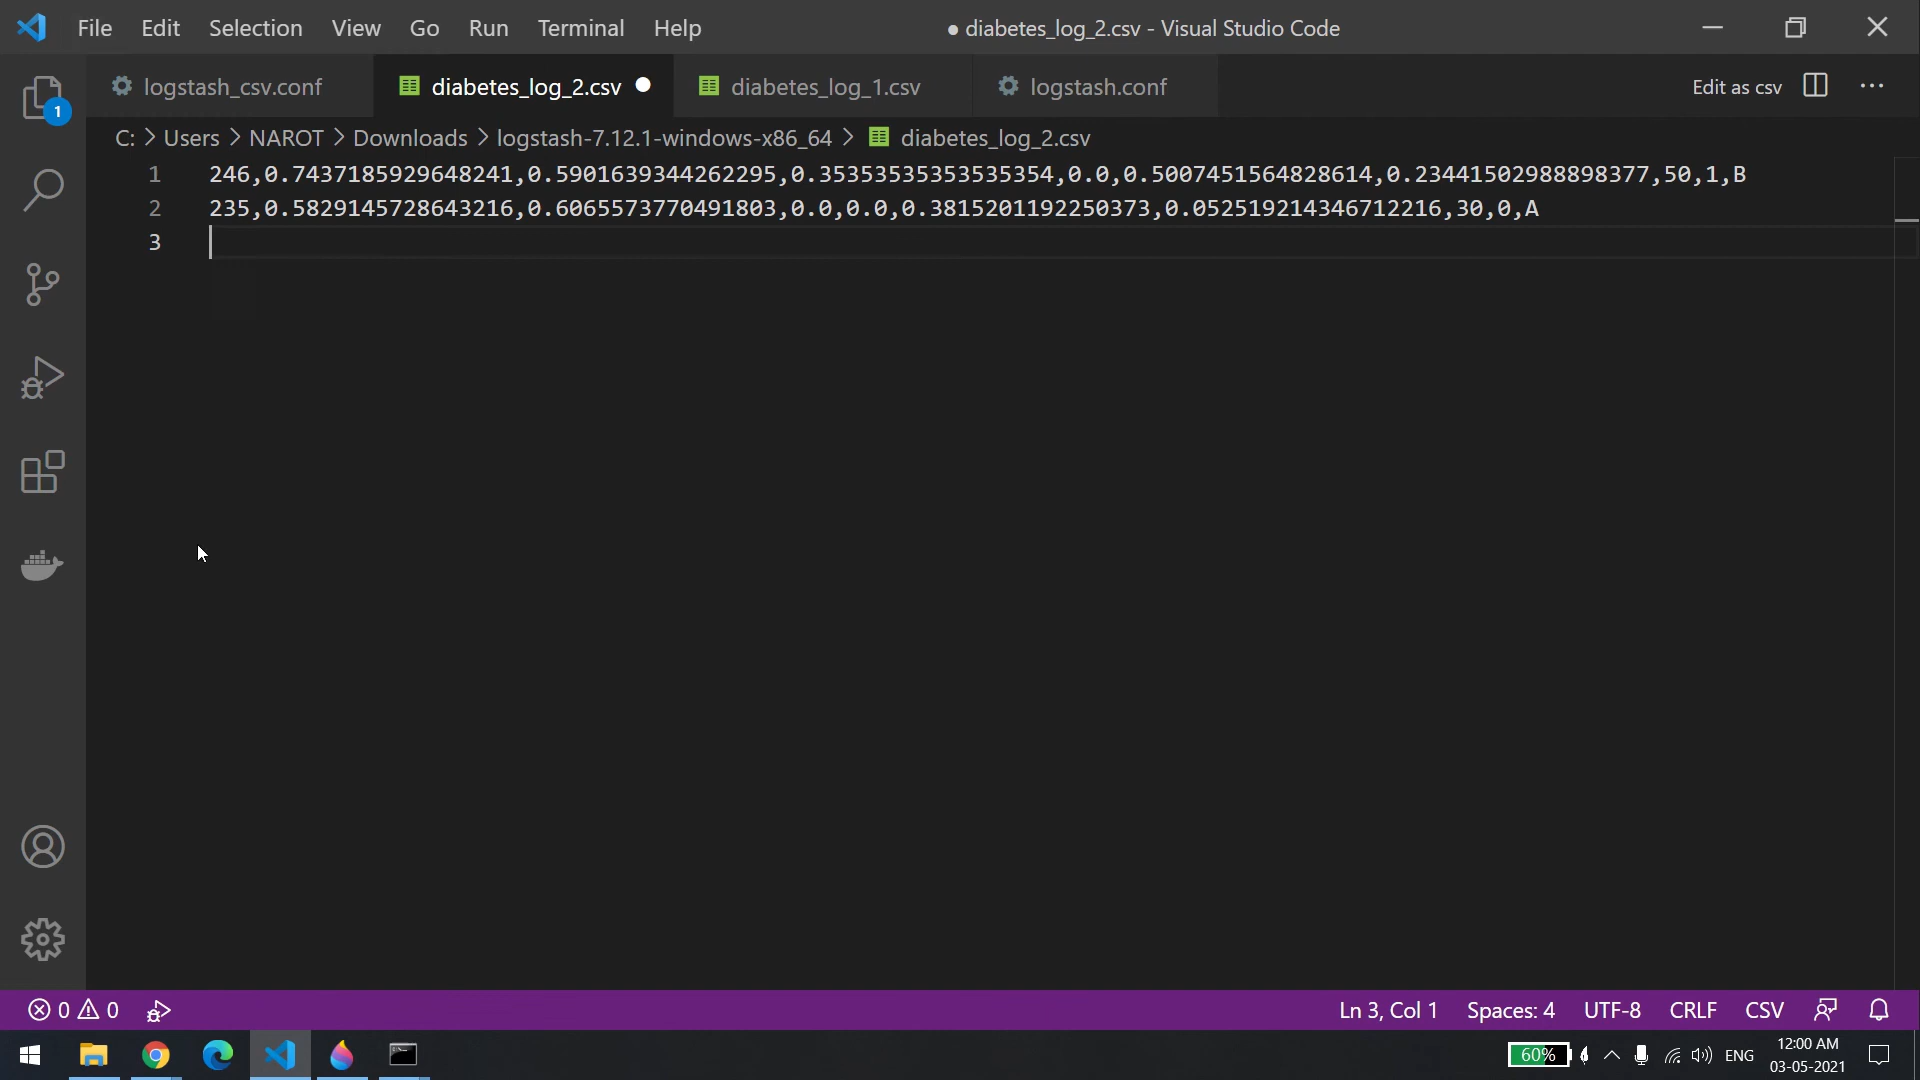 File Edit Selection View Go Run Terminal Help ● diabetes_log_2.csv - Visual Studio Code
logstash_csv.conf diabetes_log_2.csv diabetes_log_1.csv logstash.conf Edit as csv
1
C: > Users > NAROT > Downloads > logstash-7.12.1-windows-x86_64 > diabetes_log_2.csv
1 246,0.7437185929648241,0.5901639344262295,0.35353535353535354,0.0,0.5007451564828614,0.23441502988898377,50,1,B
2 235,0.5829145728643216,0.6065573770491803,0.0,0.0,0.3815201192250373,0.052519214346712216,30,0,A
3
0 0 Ln 3, Col 1 Spaces: 4 UTF-8 CRLF CSV
60% ENG 12:00 AM
03-05-2021